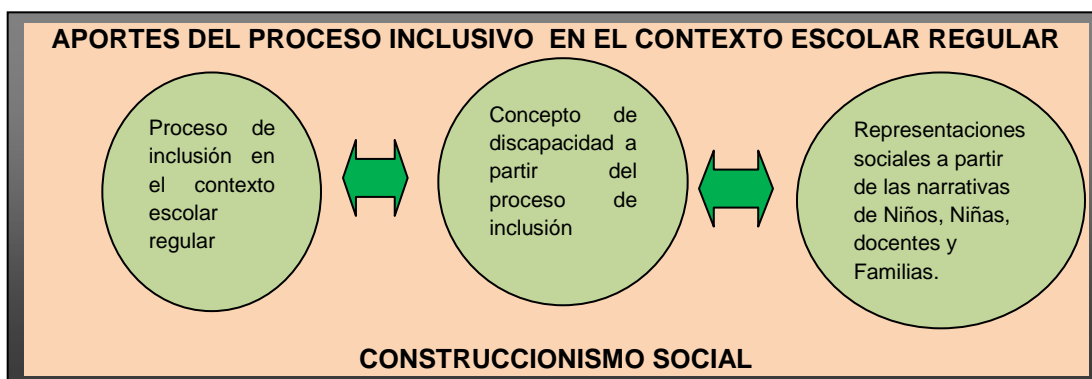 APORTES DEL PROCESO INCLUSIVO EN EL CONTEXTO ESCOLAR REGULAR
Proceso de
inclusión en
el contexto
escolar
regular
Concepto de
discapacidad a
partir del
proceso de
inclusión
Representaciones
sociales a partir
de las narrativas
de Niños, Niñas,
docentes y
Familias.
CONSTRUCCIONISMO SOCIAL